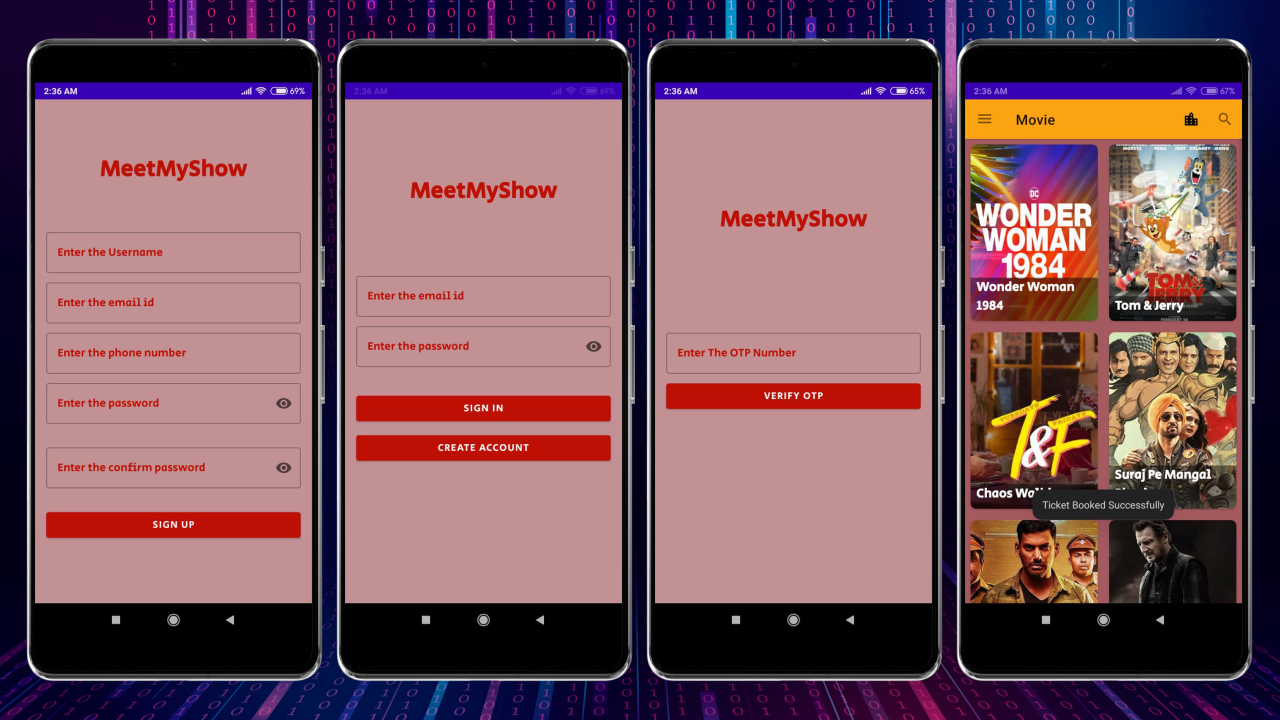 2:36 AM
69%
MeetMyShow
Enter the Username
Enter the email id
Enter the phone number
Enter the password
Enter the confirm password
SIGN UP
2:36 AM
69%
MeetMyShow
Enter the email id
Enter the password
SIGN IN
CREATE ACCOUNT
2:36 AM
65%
MeetMyShow
Enter The OTP Number
VERIFY OTP
2:36 AM
67%
Movie
DC
WONDER
WOMAN
1984
Wonder Woman
1984
TOM &
JERRY
Tom & Jerry
TUESDAYS
FRIDAYS
T&F
Chaos
Suraj Pe Mangal
Ticket Booked Successfully